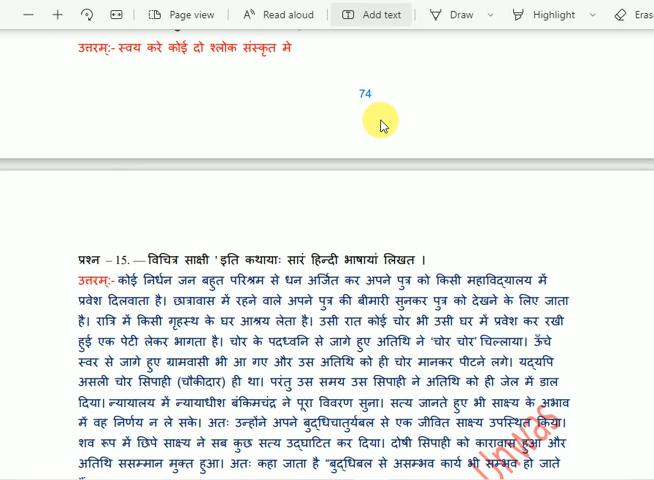 Page view Read aloud Add text Draw Highlight Eras
उत्तरम्:- स्वय करे कोई दो श्लोक संस्कृत मे
74
प्रश्न – 15. — विचित्र साक्षी ' इति कथायाः सारं हिन्दी भाषायां लिखत ।
उत्तरम्:- कोई निर्धन जन बहुत परिश्रम से धन अर्जित कर अपने पुत्र को किसी महाविद्यालय में
प्रवेश दिलवाता है। छात्रावास में रहने वाले अपने पुत्र की बीमारी सुनकर पुत्र को देखने के लिए जाता
है। रात्रि में किसी गृहस्थ के घर आश्रय लेता है। उसी रात कोई चोर भी उसी घर में प्रवेश कर रखी
हुई एक पेटी लेकर भागता है। चोर के पदध्वनि से जागे हुए अतिथि ने 'चोर चोर' चिल्लाया। ऊँचे
स्वर से जागे हुए ग्रामवासी भी आ गए और उस अतिथि को ही चोर मानकर पीटने लगे। यद्यपि
असली चोर सिपाही (चौकीदार) ही था। परंतु उस समय उस सिपाही ने अतिथि को ही जेल में डाल
दिया। न्यायालय में न्यायाधीश बंकिमचंद्र ने पूरा विवरण सुना। सत्य जानते हुए भी साक्ष्य के अभाव
में वह निर्णय न ले सके। अतः उन्होंने अपने बुद्धिचातुर्यबल से एक जीवित साक्ष्य उपस्थित किया।
शव रूप में छिपे साक्ष्य ने सब कुछ सत्य उद्घाटित कर दिया। दोषी सिपाही को कारावास हुआ और
अतिथि ससम्मान मुक्त हुआ। अतः कहा जाता है "बुद्धिबल से असम्भव कार्य भी सम्भव हो जाते
Unwas